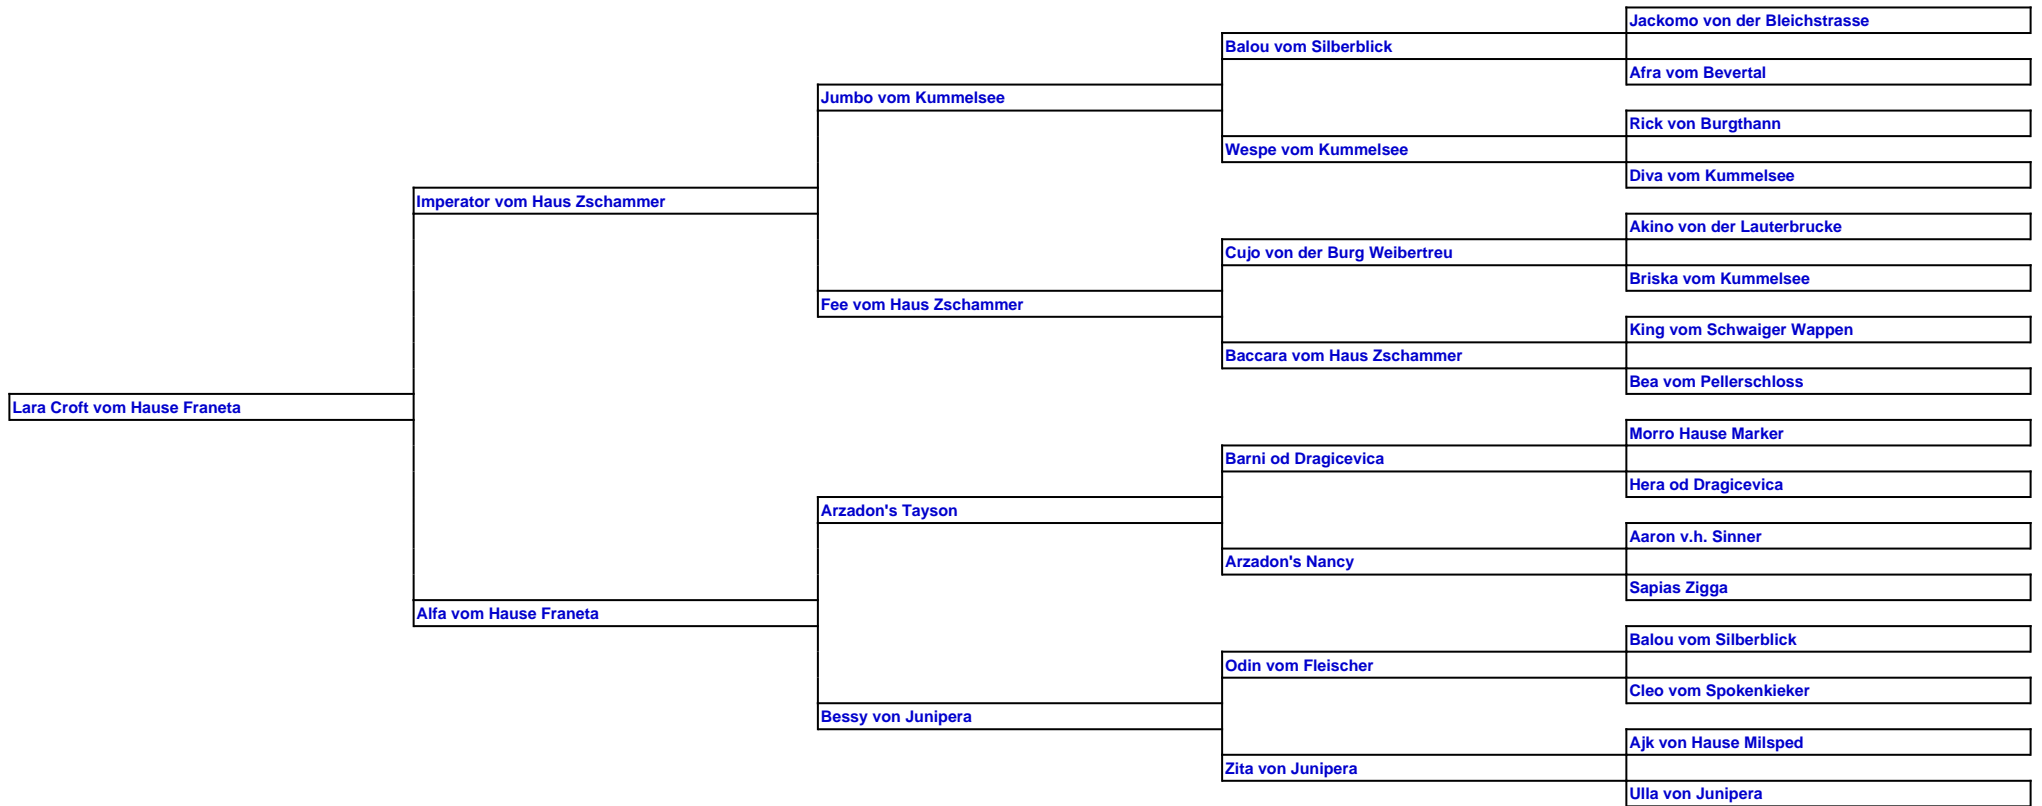 Jackomo von der Bleichstrasse
Balou vom Silberblick
Afra vom Bevertal
Jumbo vom Kummelsee
Rick von Burgthann
Wespe vom Kummelsee
Diva vom Kummelsee
Imperator vom Haus Zschammer
Akino von der Lauterbrucke
Cujo von der Burg Weibertreu
Briska vom Kummelsee
Fee vom Haus Zschammer
King vom Schwaiger Wappen
Baccara vom Haus Zschammer
Bea vom Pellerschloss
Lara Croft vom Hause Franeta
Morro Hause Marker
Barni od Dragicevica
Hera od Dragicevica
Arzadon's Tayson
Aaron v.h. Sinner
Arzadon's Nancy
Sapias Zigga
Alfa vom Hause Franeta
Balou vom Silberblick
Odin vom Fleischer
Cleo vom Spokenkieker
Bessy von Junipera
Ajk von Hause Milsped
Zita von Junipera
Ulla von Junipera